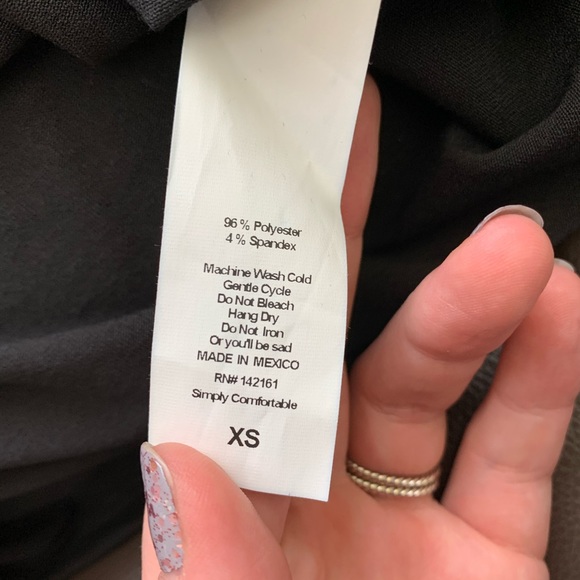 96 % Polyester
4 % Spandex
Machine Wash Cold
Gentle Cycle
Do Not Bleach
Hang Dry
Do Not Iron
Or you'll be sad
MADE IN MEXICO
RN# 142161
Simply Comfortable
XS